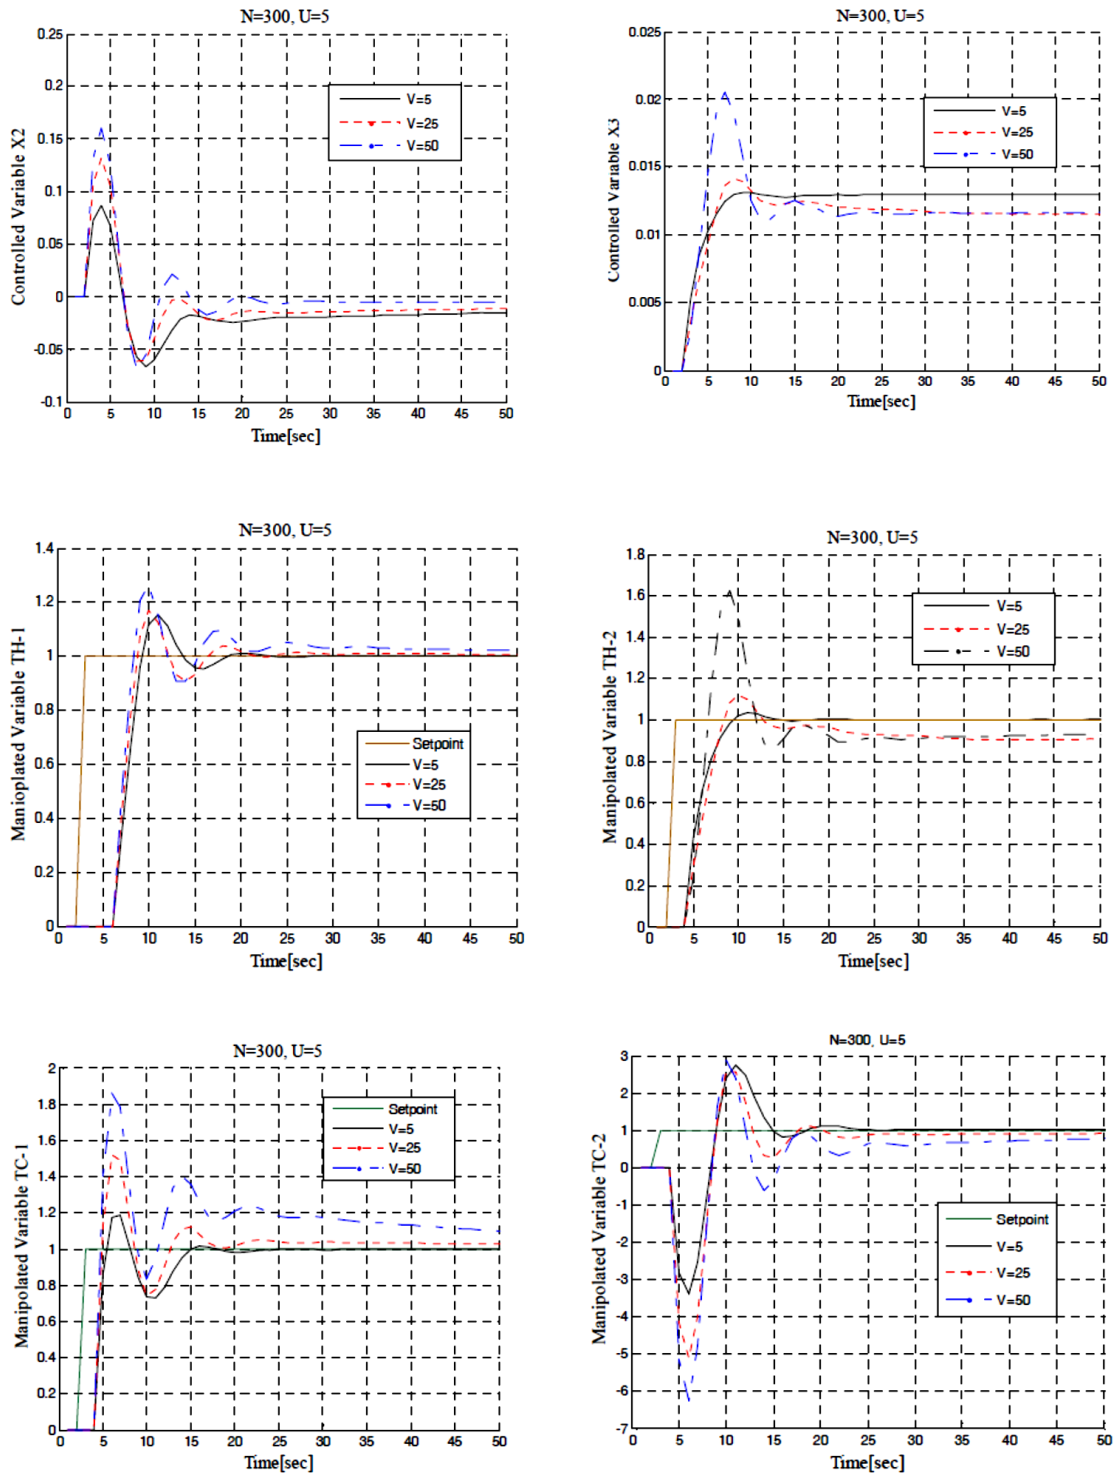 N=300, U=5
Controlled Variable X2
0.25
0.2
0.15
0.1
0.05
0
-0.05
-0.1
V=5
V=25
V=50
0 5 10 15 20 25 30 35 40 45 50
Time[sec]
N=300, U=5
Controlled Variable X3
0.02
0.015
0.01
0.005
0
V=5
V=25
V=50
0 5 10 15 20 25 30 35 40 45 50
Time[sec]
N=300, U=5
Manioplated Variable TH-1
1.4
1.2
1
0.8
0.6
0.4
0.2
0
Setpoint
V=5
V=25
V=50
0 5 10 15 20 25 30 35 40 45 50
Time[sec]
N=300, U=5
Manipolated Variable TH-2
1.8
1.6
1.4
1.2
1
0.8
0.6
0.4
0.2
0
V=5
V=25
V=50
0 5 10 15 20 25 30 35 40 45 50
Time[sec]
N=300, U=5
Manipolated Variable TC-1
2
1.8
1.6
1.4
1.2
1
0.8
0.6
0.4
0.2
0
Setpoint
V=5
V=25
V=50
0 5 10 15 20 25 30 35 40 45 50
Time[sec]
N=300, U=5
Manipolated Variable TC-2
3
2
1
0
-1
-2
-3
-4
-5
-6
-7
Setpoint
V=5
V=25
V=50
0 5 10 15 20 25 30 35 40 45 50
Time[sec]